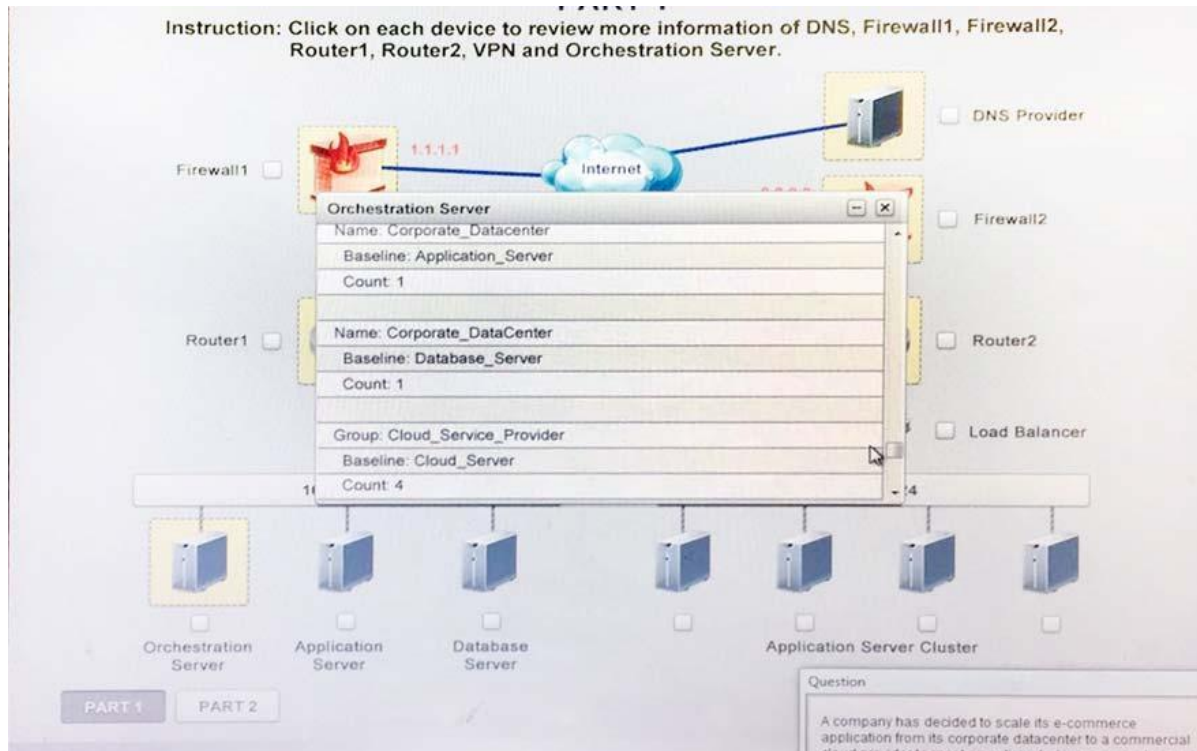 Instruction: Click on each device to review more information of DNS, Firewall1, Firewall2,
Router1, Router2, VPN and Orchestration Server.
DNS Provider
1.1.1.1
Internet
Firewall1
Firewall2
Orchestration Server
Name: Corporate_Datacenter
Baseline: Application_Server
Count: 1
Name: Corporate_DataCenter
Baseline: Database_Server
Count: 1
Group: Cloud_Service_Provider
Baseline: Cloud_Server
Count: 4
Router1
Router2
Load Balancer
Orchestration
Server
Application
Server
Database
Server
Application Server Cluster
PART 1
PART 2
Question
A company has decided to scale its e-commerce
application from its corporate datacenter to a commercial